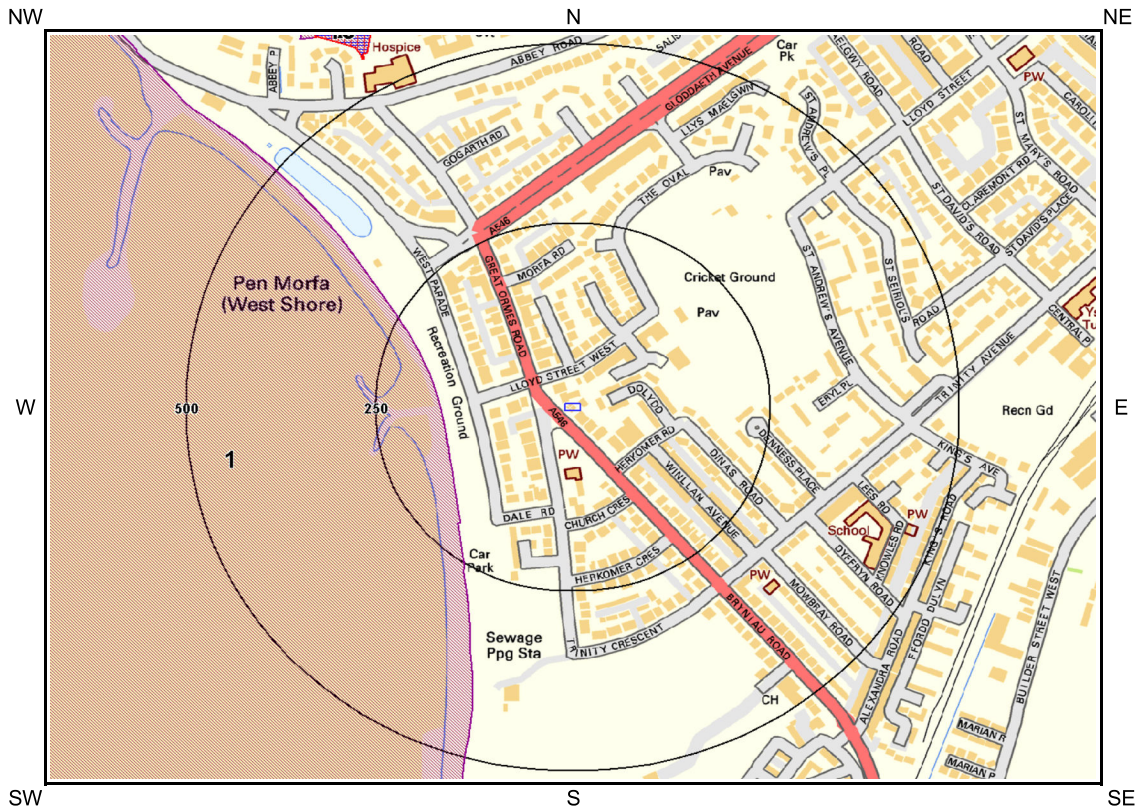 NW
N
NE
Hospice
ABBEY P
ABBEY ROAD
Car
Pk
ROAD
PW
LLOYD STREET
GLODDAETH AVENUE
LLYS MAELGWN
ST ANDREW'S PL
ST MARY'S ROAD
GOGARTH RD
THE OVAL
Pav
CLAREMONT RD
ST DAVID'S ROAD
ST DAVID'S PLACE
A546
WEST PARADE
GREAT ORMES ROAD
MORFA RD
Pen Morfa
(West Shore)
Cricket Ground
Pav
ST ANDREW'S AVENUE
ST SEIRIOL'S
ROAD
CENTRAL P
Recreation Ground
LLOYD STREET WEST
TRINITY AVENUE
DOLYDD
ERYL PL
W
500
250
A546
Recn Gd
E
1
PW
HERKOMER RD
DINAS ROAD
DENNESS PLACE
WINLLAN AVENUE
KING'S AVE
LEES RD
DALE RD
CHURCH CRES
School
PW
KNOWLES RD
KING'S ROAD
Car
Park
HERKOMER CRES
DYFFRYN ROAD
PW
MOWBRAY ROAD
FFORDD DULYN
BUILDER STREET WEST
BRYNIAU ROAD
Sewage
Ppg Sta
TRINITY CRESCENT
ALEXANDRA ROAD
CH
MARIAN R
MARIAN P
SW
S
SE